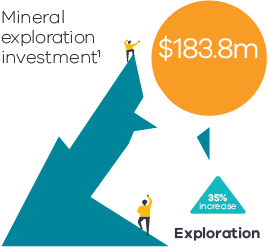 Mineral
exploration
investment¹
$183.8m
35%
increase
Exploration